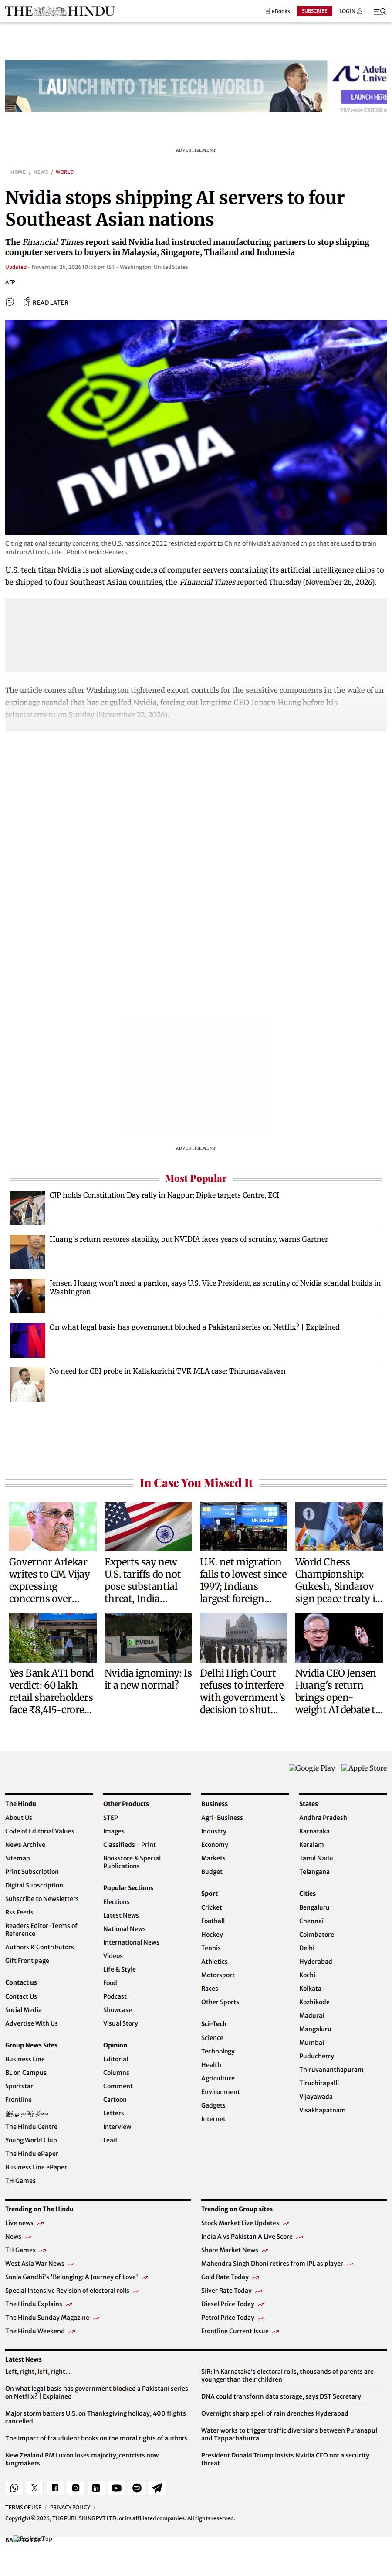 THE HINDU
eBooks
SUBSCRIBE
LOGIN
LAUNCH INTO THE NEXT DECADE
Adela
Unive
LAUNCH HERE
ADVERTISEMENT
HOME / NEWS / WORLD
Nvidia stops shipping AI servers to four
Southeast Asian nations
The Financial Times report said Nvidia had instructed manufacturing partners to stop shipping
computer servers to buyers in Malaysia, Singapore, Thailand and Indonesia
Updated - November 26, 2026 10:56 pm IST - Washington, United States
AFP
READ LATER
NVIDIA
Citing national security concerns, the U.S. has since 2022 restricted export to China of Nvidia's advanced chips that are used to train
and run AI tools. File | Photo Credit: Reuters
U.S. tech titan Nvidia is not allowing orders of computer servers containing its artificial intelligence chips to
be shipped to four Southeast Asian countries, the Financial Times reported Thursday (November 26, 2026).
The article comes after Washington tightened export controls for the sensitive components in the wake of an
espionage scandal that has engulfed Nvidia, forcing out longtime CEO Jensen Huang before his
reinstatement on Sunday (November 22, 2026).
ADVERTISEMENT
Most Popular
CJP holds Constitution Day rally in Nagpur; Dipke targets Centre, ECI
Huang's return restores stability, but NVIDIA faces years of scrutiny, warns Gartner
Jensen Huang won't need a pardon, says U.S. Vice President, as scrutiny of Nvidia scandal builds in
Washington
On what legal basis has government blocked a Pakistani series on Netflix? | Explained
No need for CBI probe in Kallakurichi TVK MLA case: Thirumavalavan
In Case You Missed It
UK Border
Governor Arlekar
writes to CM Vijay
expressing
concerns over...
Experts say new
U.S. tariffs do not
pose substantial
threat, India...
U.K. net migration
falls to lowest since
1997; Indians
largest foreign...
World Chess
Championship:
Gukesh, Sindarov
sign peace treaty i...
NVIDIA
Yes Bank AT1 bond
verdict: 60 lakh
retail shareholders
face ₹8,415-crore...
Nvidia ignominy: Is
it a new normal?
Delhi High Court
refuses to interfere
with government's
decision to shut...
Nvidia CEO Jensen
Huang's return
brings open-
weight AI debate t...
Google Play
Apple Store
The Hindu
About Us
Code of Editorial Values
News Archive
Sitemap
Print Subscription
Digital Subscription
Subscribe to Newsletters
Rss Feeds
Readers Editor-Terms of
Reference
Authors & Contributors
Gift Front page
Contact us
Contact Us
Social Media
Advertise With Us
Group News Sites
Business Line
BL on Campus
Sportstar
Frontline
இந்து தமிழ் திசை
The Hindu Centre
Young World Club
The Hindu ePaper
Business Line ePaper
TH Games
Other Products
STEP
Images
Classifieds - Print
Bookstore & Special
Publications
Popular Sections
Elections
Latest News
National News
International News
Videos
Life & Style
Food
Podcast
Showcase
Visual Story
Opinion
Editorial
Columns
Comment
Cartoon
Letters
Interview
Lead
Business
Agri-Business
Industry
Economy
Markets
Budget
Sport
Cricket
Football
Hockey
Tennis
Athletics
Motorsport
Races
Other Sports
Sci-Tech
Science
Technology
Health
Agriculture
Environment
Gadgets
Internet
States
Andhra Pradesh
Karnataka
Keralam
Tamil Nadu
Telangana
Cities
Bengaluru
Chennai
Coimbatore
Delhi
Hyderabad
Kochi
Kolkata
Kozhikode
Madurai
Mangaluru
Mumbai
Puducherry
Thiruvananthapuram
Tiruchirapalli
Vijayawada
Visakhapatnam
Trending on The Hindu
Live news
News
TH Games
West Asia War News
Sonia Gandhi's 'Belonging: A Journey of Love'
Special Intensive Revision of electoral rolls
The Hindu Explains
The Hindu Sunday Magazine
The Hindu Weekend
Trending on Group sites
Stock Market Live Updates
India A vs Pakistan A Live Score
Share Market News
Mahendra Singh Dhoni retires from IPL as player
Gold Rate Today
Silver Rate Today
Diesel Price Today
Petrol Price Today
Frontline Current Issue
Latest News
Left, right, left, right...
On what legal basis has government blocked a Pakistani series
on Netflix? | Explained
Major storm batters U.S. on Thanksgiving holiday; 400 flights
cancelled
The impact of fraudulent books on the moral rights of authors
New Zealand PM Luxon loses majority, centrists now
kingmakers
SIR: In Karnataka's electoral rolls, thousands of parents are
younger than their children
DNA could transform data storage, says DST Secretary
Overnight sharp spell of rain drenches Hyderabad
Water works to trigger traffic diversions between Puranapul
and Tappachabutra
President Donald Trump insists Nvidia CEO not a security
threat
TERMS OF USE / PRIVACY POLICY /
Copyright© 2026, THG PUBLISHING PVT LTD. or its affiliated companies. All rights reserved.
BACK TO TOP